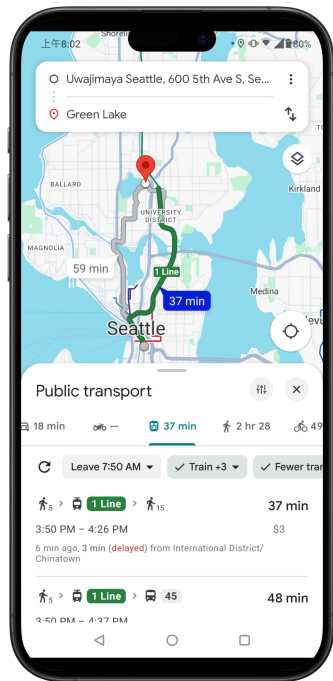 上午8:02
80%
Shorel
Uwajimaya Seattle, 600 5th Ave S, Se...
Green Lake
BALLARD
UNIVERSITY
DISTRICT
Kirkland
MAGNOLIA
59 min
1 Line
37 min
Medina
Seattle
Public transport
18 min
—
37 min
2 hr 28
49
Leave 7:50 AM
Train +3
Fewer tran
5 > 1 Line > 15
37 min
3:50 PM – 4:26 PM
$3
6 min ago, 3 min (delayed) from International District/
Chinatown
5 > 1 Line > 45
48 min
3:50 PM – 4:37 PM